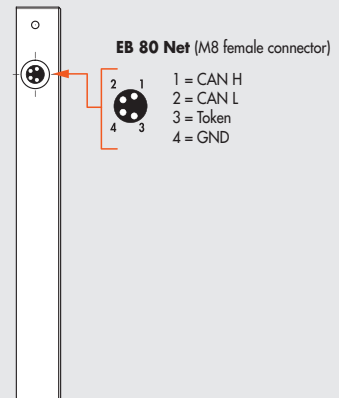 EB 80 Net (M8 female connector)
2 1
4 3
1 = CAN H
2 = CAN L
3 = Token
4 = GND